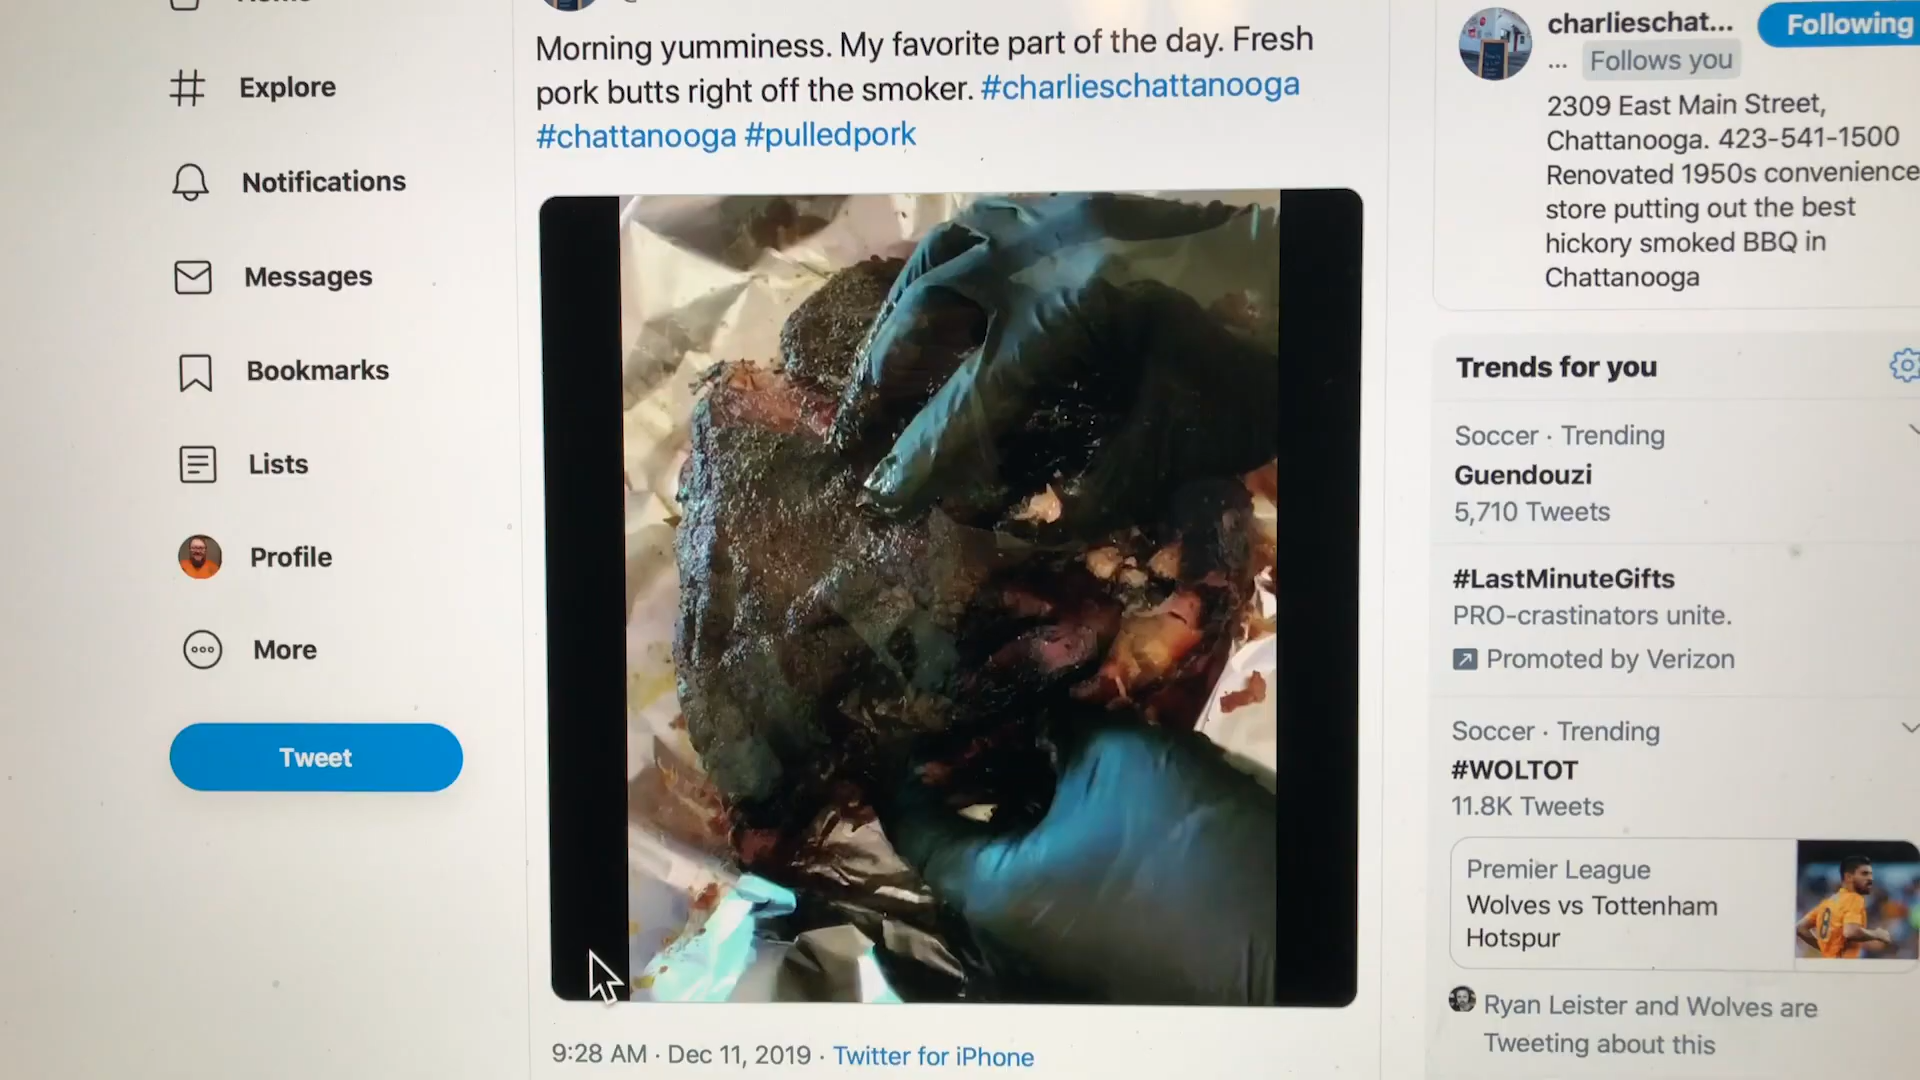 Explore
Notifications
Messages
Bookmarks
Lists
Profile
More
Tweet
Morning yumminess. My favorite part of the day. Fresh
pork butts right off the smoker. #charlieschattanooga
#chattanooga #pulledpork
9:28 AM · Dec 11, 2019 · Twitter for iPhone
charlieschat...
Following
... Follows you
2309 East Main Street,
Chattanooga. 423-541-1500
Renovated 1950s convenience
store putting out the best
hickory smoked BBQ in
Chattanooga
Trends for you
Soccer · Trending
Guendouzi
5,710 Tweets
#LastMinuteGifts
PRO-crastinators unite.
Promoted by Verizon
Soccer · Trending
#WOLTOT
11.8K Tweets
Premier League
Wolves vs Tottenham
Hotspur
8
Ryan Leister and Wolves are
Tweeting about this